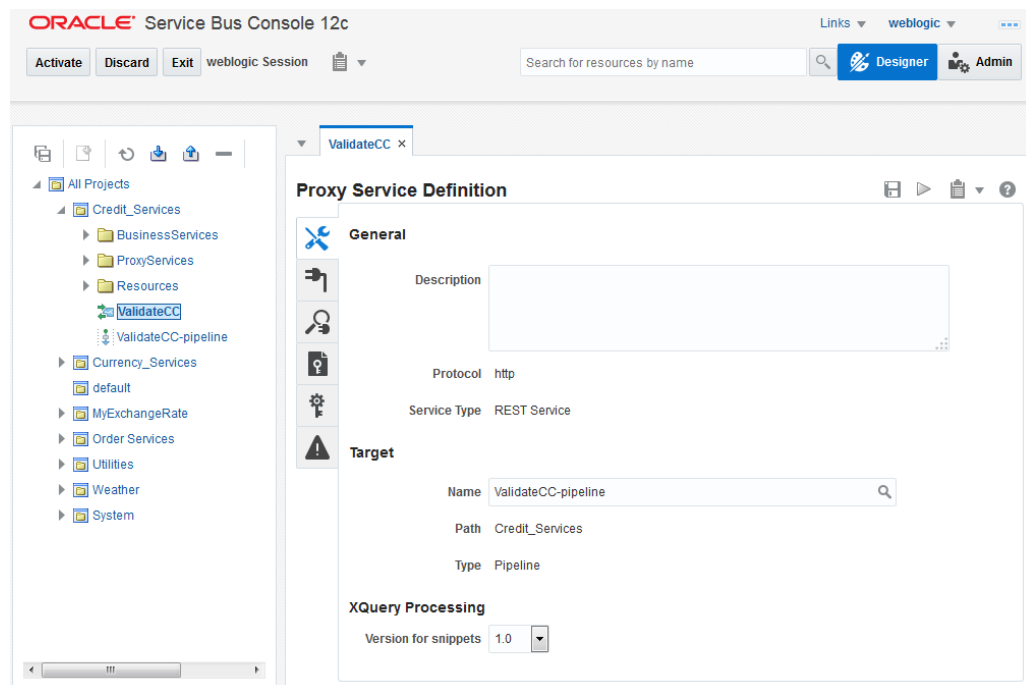 ORACLE Service Bus Console 12c
Links weblogic
Activate Discard Exit weblogic Session
Search for resources by name
Designer Admin
ValidateCC ×
All Projects
Credit_Services
BusinessServices
ProxyServices
Resources
ValidateCC
ValidateCC-pipeline
Currency_Services
default
MyExchangeRate
Order Services
Utilities
Weather
System
Proxy Service Definition
General
Description
Protocol http
Service Type REST Service
Target
Name ValidateCC-pipeline
Path Credit_Services
Type Pipeline
XQuery Processing
Version for snippets 1.0